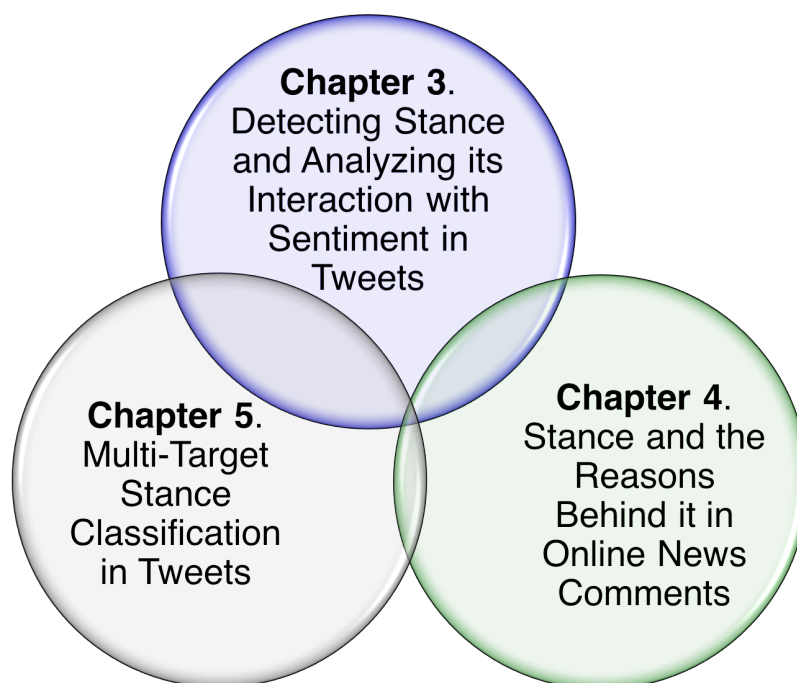 Chapter 3.
Detecting Stance
and Analyzing its
Interaction with
Sentiment in
Tweets
Chapter 5.
Multi-Target
Stance
Classification
in Tweets
Chapter 4.
Stance and the
Reasons
Behind it in
Online News
Comments